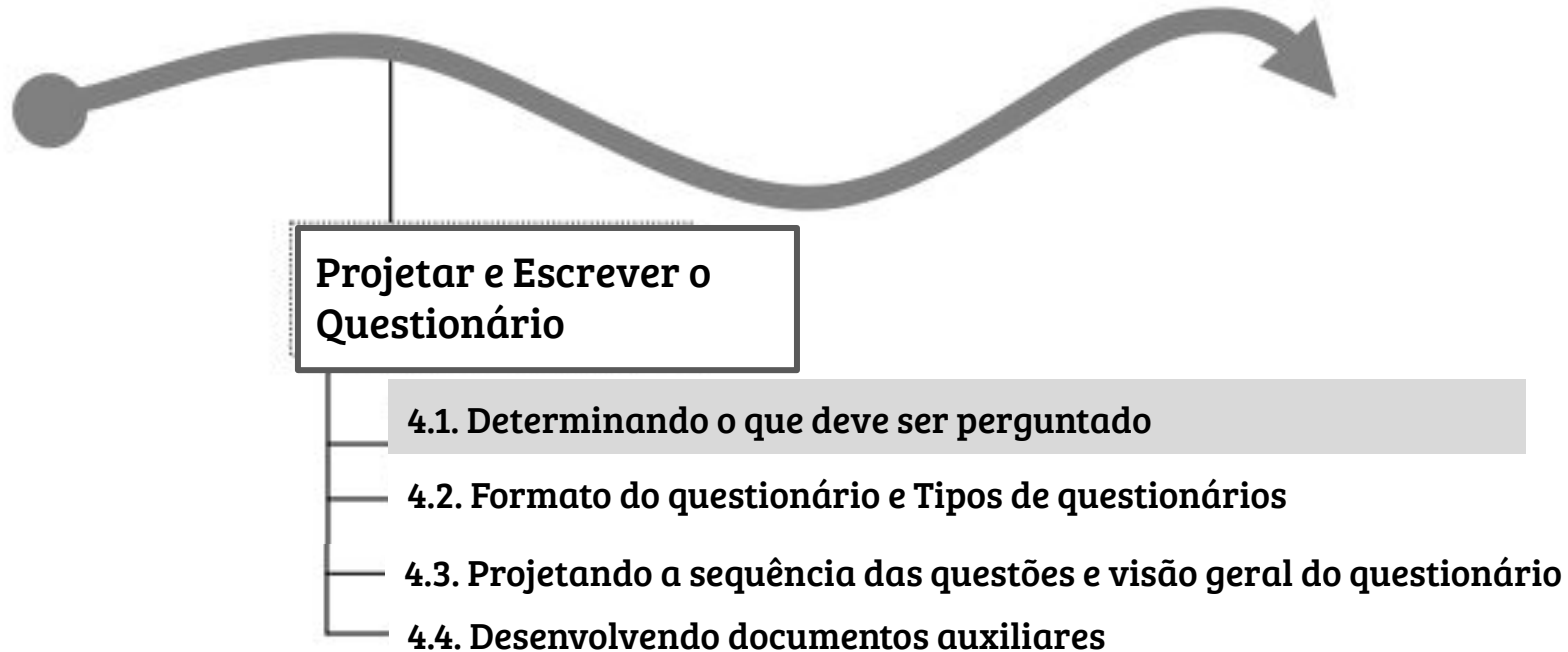 Projetar e Escrever o
Questionário
4.1. Determinando o que deve ser perguntado
4.2. Formato do questionário e Tipos de questionários
4.3. Projetando a sequência das questões e visão geral do questionário
4.4. Desenvolvendo documentos auxiliares